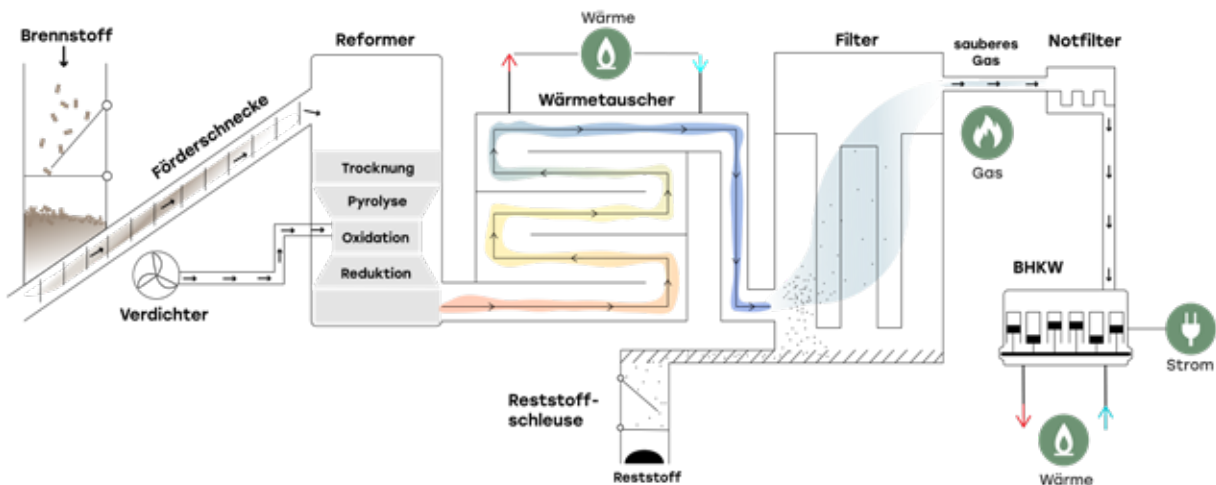 Brennstoff
Förderschnecke
Verdichter
Reformer
Trocknung
Pyrolyse
Oxidation
Reduktion
Wärme
Wärmetauscher
Filter
Reststoff-
schleuse
Reststoff
sauberes
Gas
Gas
Notfilter
BHKW
Strom
Wärme